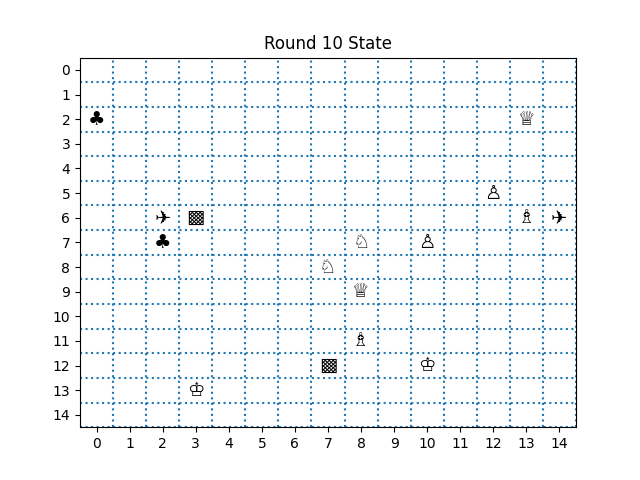 Round 10 State
0
1
2 ♣ ♕
3
4
5 ♙
6 ✈ ▩ ♗ ✈
7 ♣ ♘ ♙
8 ♘
9 ♕
10
11 ♗
12 ▩ ♔
13 ♔
14
0 1 2 3 4 5 6 7 8 9 10 11 12 13 14